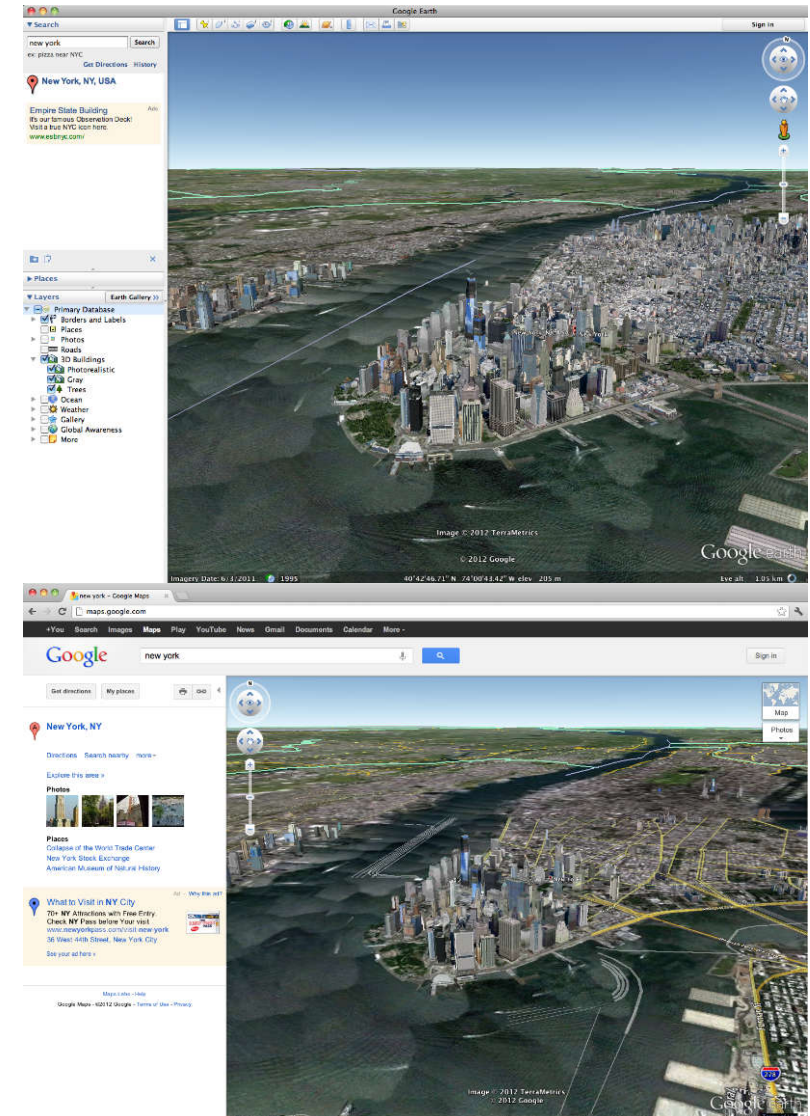 Google Earth
▼ Search
Sign in
new york
Search
ex: pizza near NYC
Get Directions History
New York, NY, USA
Empire State Building
Ads
It's our famous Observation Deck!
Visit a true NYC icon here.
www.esbnyc.com/
▶ Places
▼ Layers
Earth Gallery >>
Primary Database
Borders and Labels
Places
Photos
Roads
3D Buildings
Photorealistic
Gray
Trees
Ocean
Weather
Gallery
Global Awareness
More
N
Image © 2012 TerraMetrics
© 2012 Google
Google earth
Imagery Date: 6/3/2011
1995
40°42'46.71" N 74°00'43.42" W elev 205 m
Eye alt 1.05 km
new york - Google Maps
maps.google.com
+You Search Images Maps Play YouTube News Gmail Documents Calendar More
Google
new york
Sign in
Get directions
My places
N
Map
Photos
New York, NY
Directions Search nearby more
Explore this area »
Photos
Places
Collapse of the World Trade Center
New York Stock Exchange
American Museum of Natural History
Ad - Why this ad?
What to Visit in NY City
70+ NY Attractions with Free Entry.
Check NY Pass before Your visit
www.newyorkpass.com/visit-new-york
36 West 44th Street, New York City
See your ad here »
Maps Labs - Help
Google Maps - ©2012 Google - Terms of Use - Privacy
278
Image © 2012 TerraMetrics
© 2012 Google
Google earth